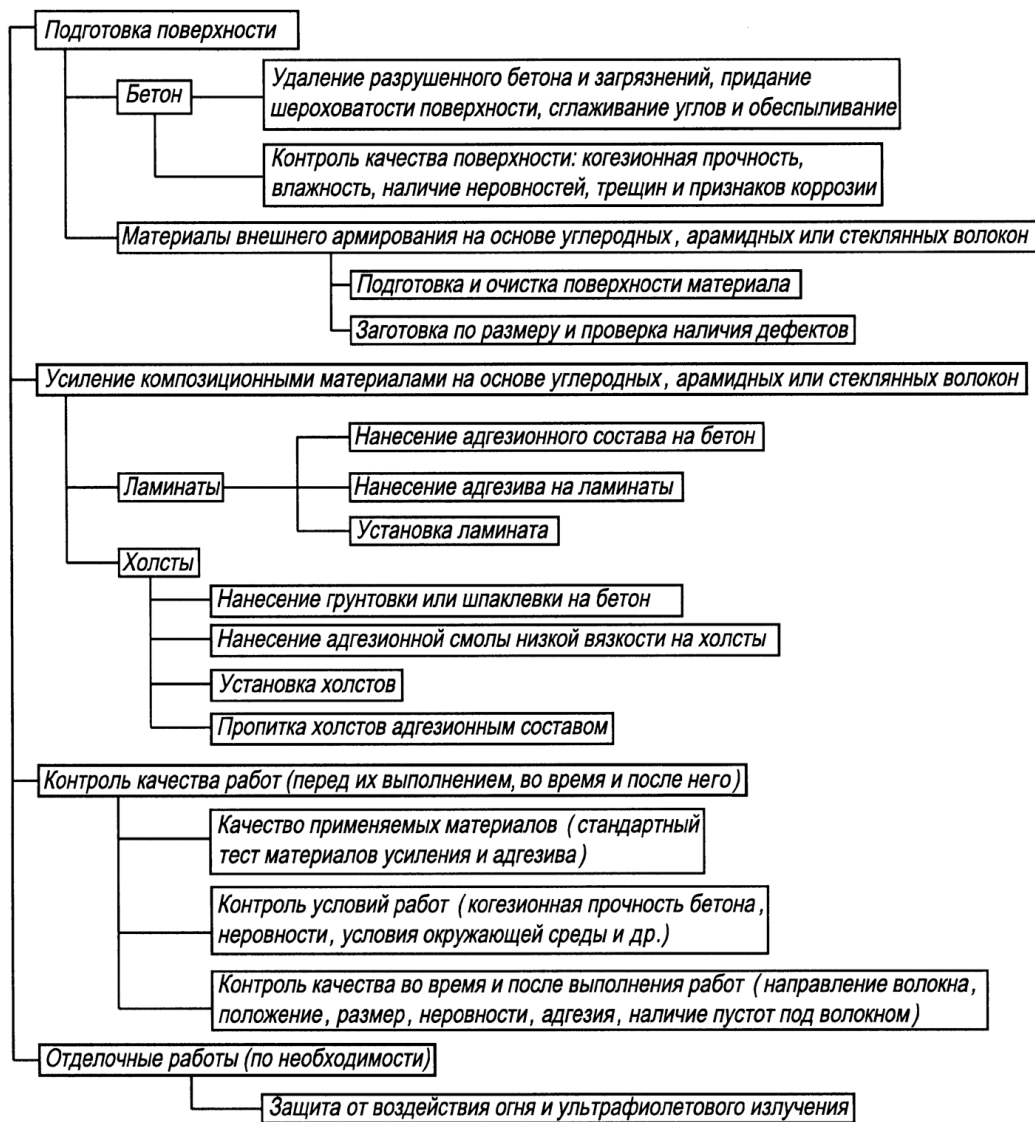 Подготовка поверхности
Бетон
Удаление разрушенного бетона и загрязнений, придание
шероховатости поверхности, сглаживание углов и обеспыливание
Контроль качества поверхности: когезионная прочность,
влажность, наличие неровностей, трещин и признаков коррозии
Материалы внешнего армирования на основе углеродных, арамидных или стеклянных волокон
Подготовка и очистка поверхности материала
Заготовка по размеру и проверка наличия дефектов
Усиление композиционными материалами на основе углеродных, арамидных или стеклянных волокон
Нанесение адгезионного состава на бетон
Ламинаты
Нанесение адгезива на ламинаты
Установка ламината
Холсты
Нанесение грунтовки или шпаклевки на бетон
Нанесение адгезионной смолы низкой вязкости на холсты
Установка холстов
Пропитка холстов адгезионным составом
Контроль качества работ (перед их выполнением, во время и после него)
Качество применяемых материалов (стандартный
тест материалов усиления и адгезива)
Контроль условий работ (когезионная прочность бетона,
неровности, условия окружающей среды и др.)
Контроль качества во время и после выполнения работ (направление волокна,
положение, размер, неровности, адгезия, наличие пустот под волокном)
Отделочные работы (по необходимости)
Защита от воздействия огня и ультрафиолетового излучения